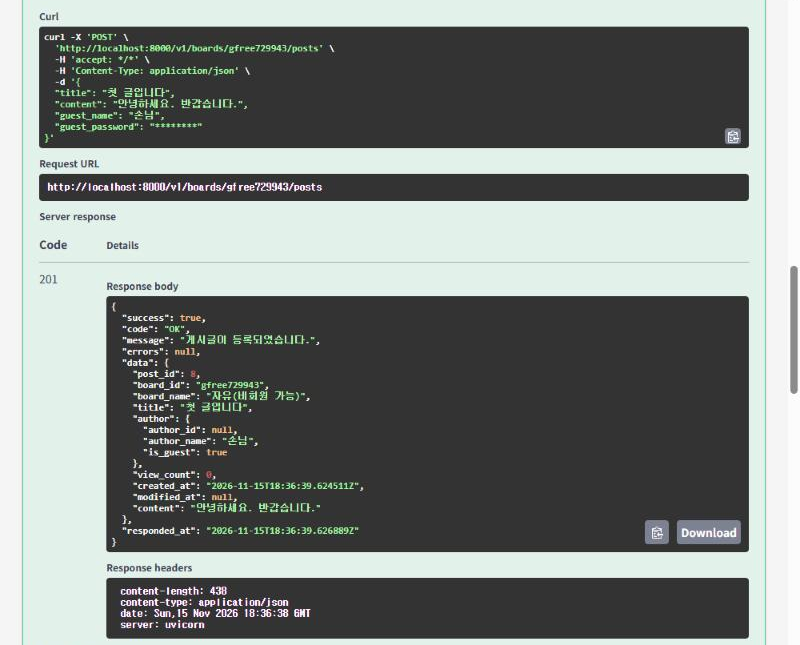 Curl
curl -X 'POST' \
'http://localhost:8000/v1/boards/gfree729943/posts' \
-H 'accept: */*' \
-H 'Content-Type: application/json' \
-d '{
"title": "첫 글입니다",
"content": "안녕하세요. 반갑습니다.",
"guest_name": "손님",
"guest_password": "********"
}'
Request URL
http://localhost:8000/v1/boards/gfree729943/posts
Server response
Code Details
201
Response body
{
"success": true,
"code": "OK",
"message": "게시글이 등록되었습니다.",
"errors": null,
"data": {
"post_id": 8,
"board_id": "gfree729943",
"board_name": "자유(비회원 가능)",
"title": "첫 글입니다",
"author": {
"author_id": null,
"author_name": "손님",
"is_guest": true
},
"view_count": 0,
"created_at": "2026-11-15T18:36:39.624511Z",
"modified_at": null,
"content": "안녕하세요. 반갑습니다."
},
"responded_at": "2026-11-15T18:36:39.626889Z"
}
Download
Response headers
content-length: 438
content-type: application/json
date: Sun,15 Nov 2026 18:36:38 GMT
server: uvicorn